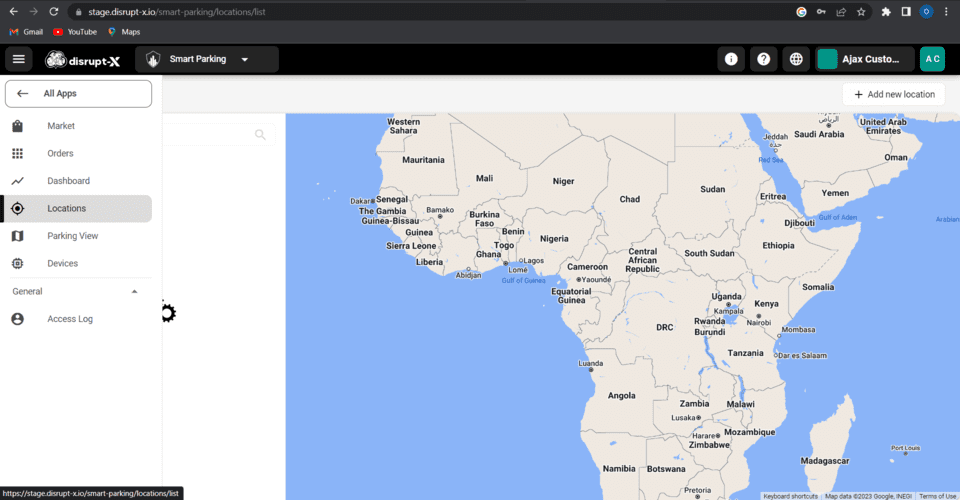 stage.disrupt-x.io/smart-parking/locations/list
Gmail YouTube Maps
disrupt-X Smart Parking Ajax Custo... A C
All Apps
Add new location
Market
Orders
Dashboard
Locations
Parking View
Devices
General
Access Log
Western
Sahara
Mauritania
Mali
Niger
Chad
Sudan
Eritrea
Yemen
Oman
Saudi Arabia
United Arab
Emirates
الرياض
Jeddah
جدة
Red Sea
Dakar
Senegal
The Gambia
Guinea-Bissau
Bamako
Guinea
Sierra Leone
Liberia
Burkina
Faso
Benin
Togo
Ghana
Abidjan
Lomé
Lagos
Nigeria
Gulf of Guinea
Cameroon
Yaoundé
Equatorial
Guinea
Central
African
Republic
South Sudan
Ethiopia
Djibouti
Gulf of Aden
Arabian
Somalia
Uganda
Kampala
Kenya
Nairobi
Rwanda
Burundi
DRC
Mombasa
Tanzania
Dar es Salaam
Luanda
Angola
Zambia
Malawi
Lusaka
Harare
Zimbabwe
Mozambique
Namibia
Botswana
Pretoria
Madagascar
Port Louis
https://stage.disrupt-x.io/smart-parking/locations/list
Keyboard shortcuts Map data ©2023 Google, INEGI Terms of Use